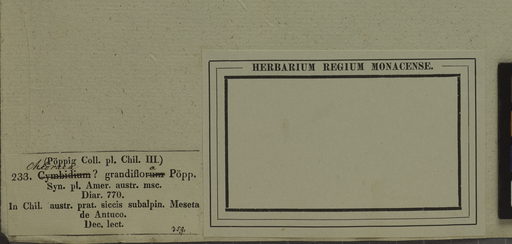 HERBARIUM REGIUM MONACENSE.
(Pöppig Coll. pl. Chil. III.)
Chloraea
233. Cymbidium? grandiflorum a Pöpp.
Syn. pl. Amer. austr. msc.
Diar. 770.
In Chil. austr. prat. siccis subalpin. Meseta
de Antuco.
Dec. lect.